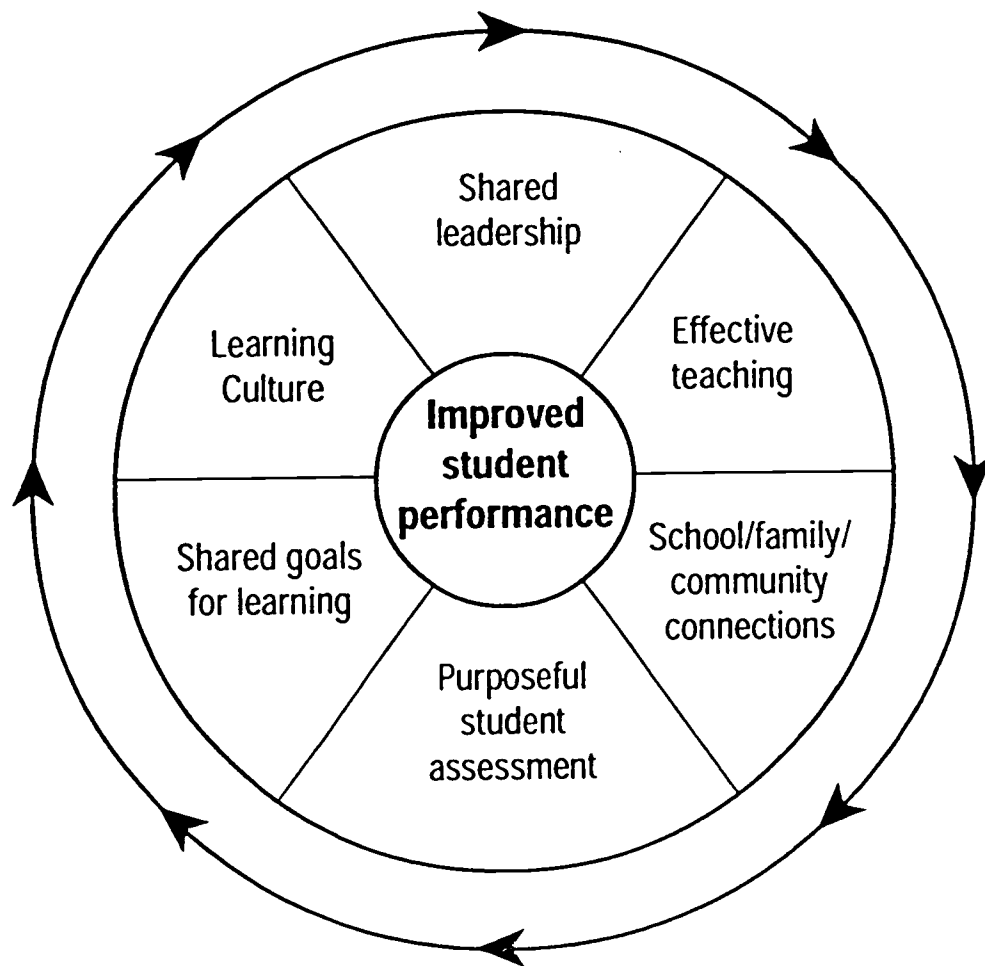 Shared
leadership
Effective
teaching
School/family/
community
connections
Purposeful
student
assessment
Shared goals
for learning
Learning
Culture
Improved
student
performance